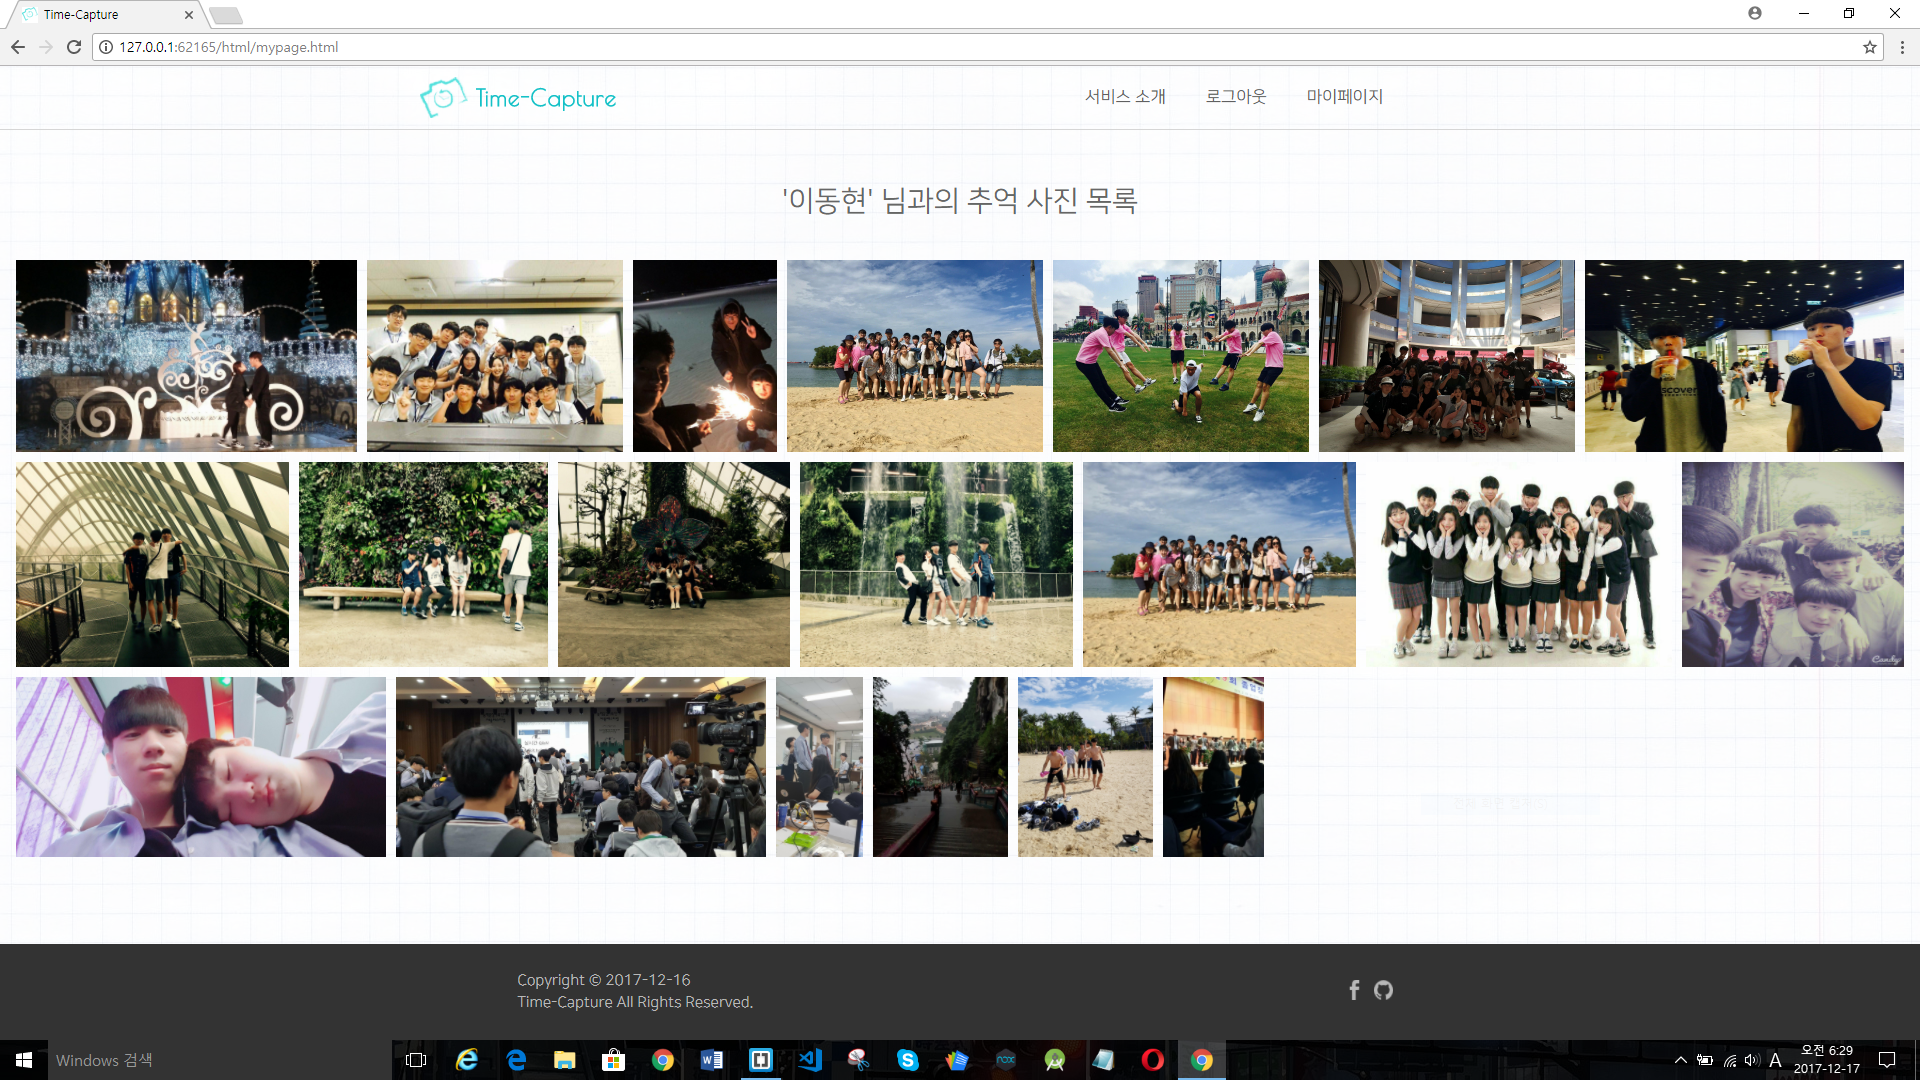 Time-Capture
127.0.0.1:62165/html/mypage.html
Time-Capture
서비스 소개
로그아웃
마이페이지
'이동현' 님과의 추억 사진 목록
Discovery
Candy
Copyright © 2017-12-16
Time-Capture All Rights Reserved.
Windows 검색
nox
A
오전 6:29
2017-12-17